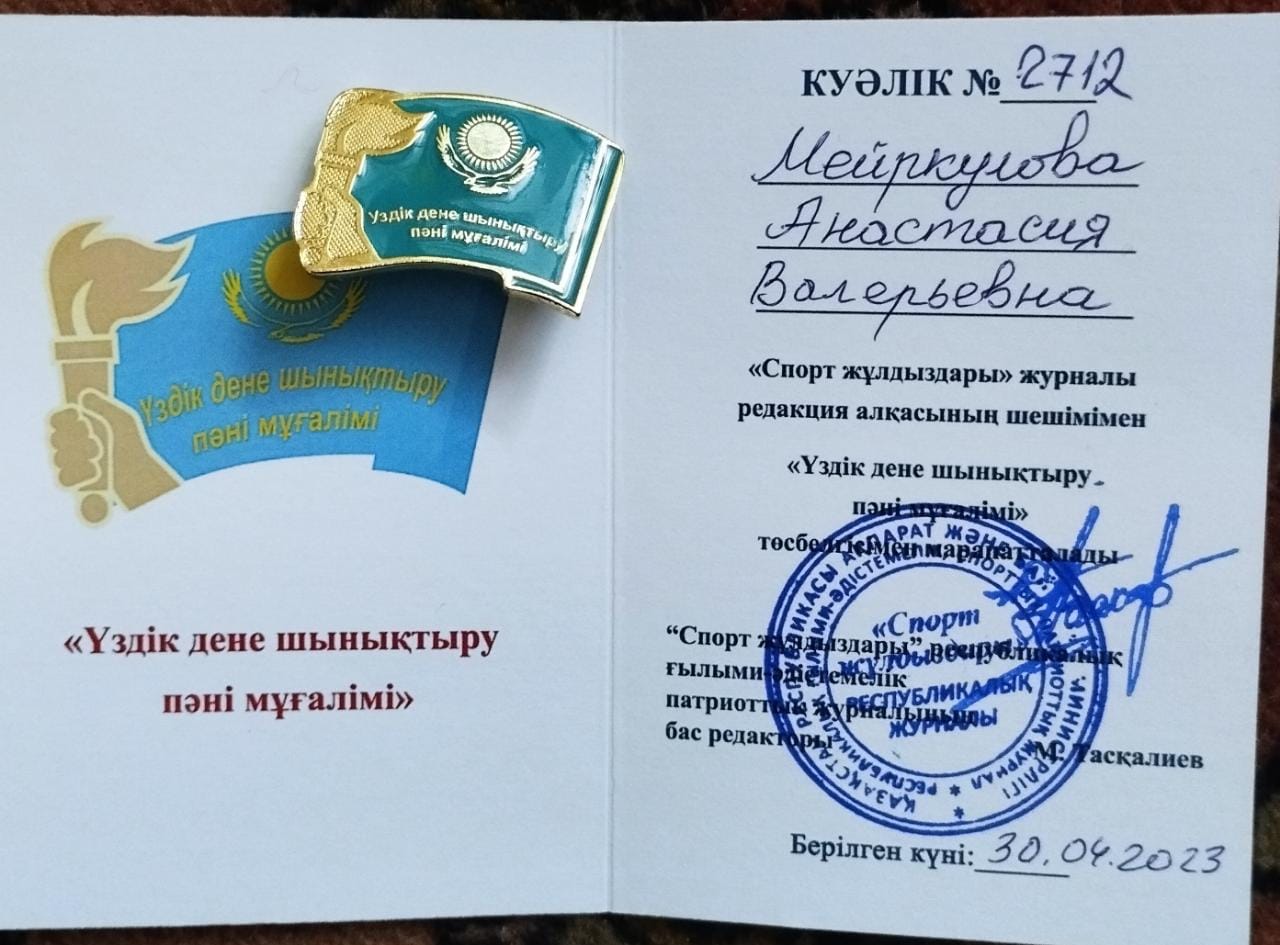 Үздік дене шынықтыру
пәні мұғалімі
Үздік дене шынықтыру
пәні мұғалімі
«Үздік дене шынықтыру
пәні мұғалімі»
КУӘЛІК № 2712
Мейркулова
Анастасия
Валерьевна
«Спорт жұлдыздары» журналы
редакция алқасының шешімімен
«Үздік дене шынықтыру
пәні мұғалімі»
төсбелгісімен марапатталады
“Спорт жұлдыздары” республикалық
ғылыми-әдістемелік
патриоттық журналының
бас редакторы
М. Тасқалиев
«Спорт
жұлдыздары»
РЕСПУБЛИКАЛЫҚ
ЖУРНАЛЫ
Берілген күні: 30.04.2023